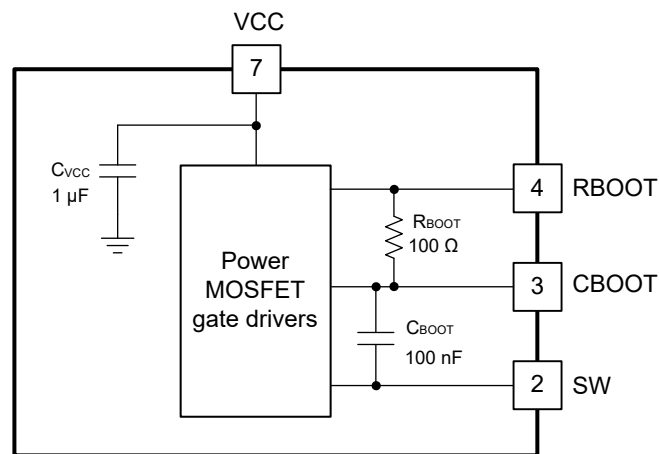 VCC
7
CVCC
1 µF
4
RBOOT
RBOOT
100 Ω
Power
MOSFET
gate drivers
3
CBOOT
CBOOT
100 nF
2
SW